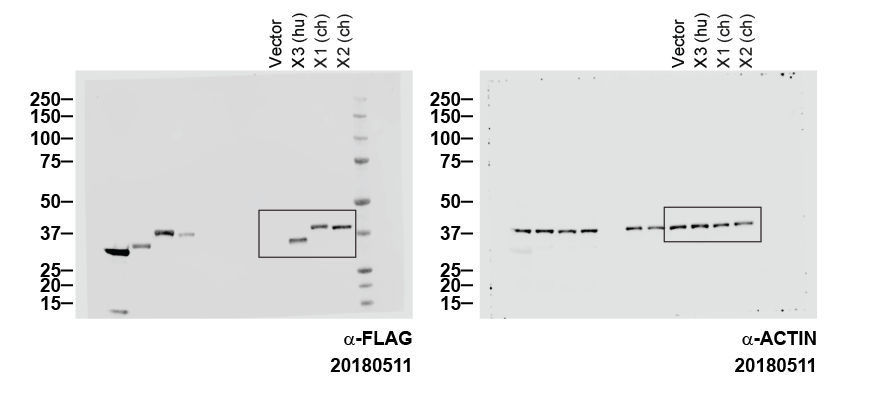 Vector
X3 (hu)
X1 (ch)
X2 (ch)
250
150
100
75
50
37
25
20
15
α-FLAG
20180511
Vector
X3 (hu)
X1 (ch)
X2 (ch)
250
150
100
75
50
37
25
20
15
α-ACTIN
20180511